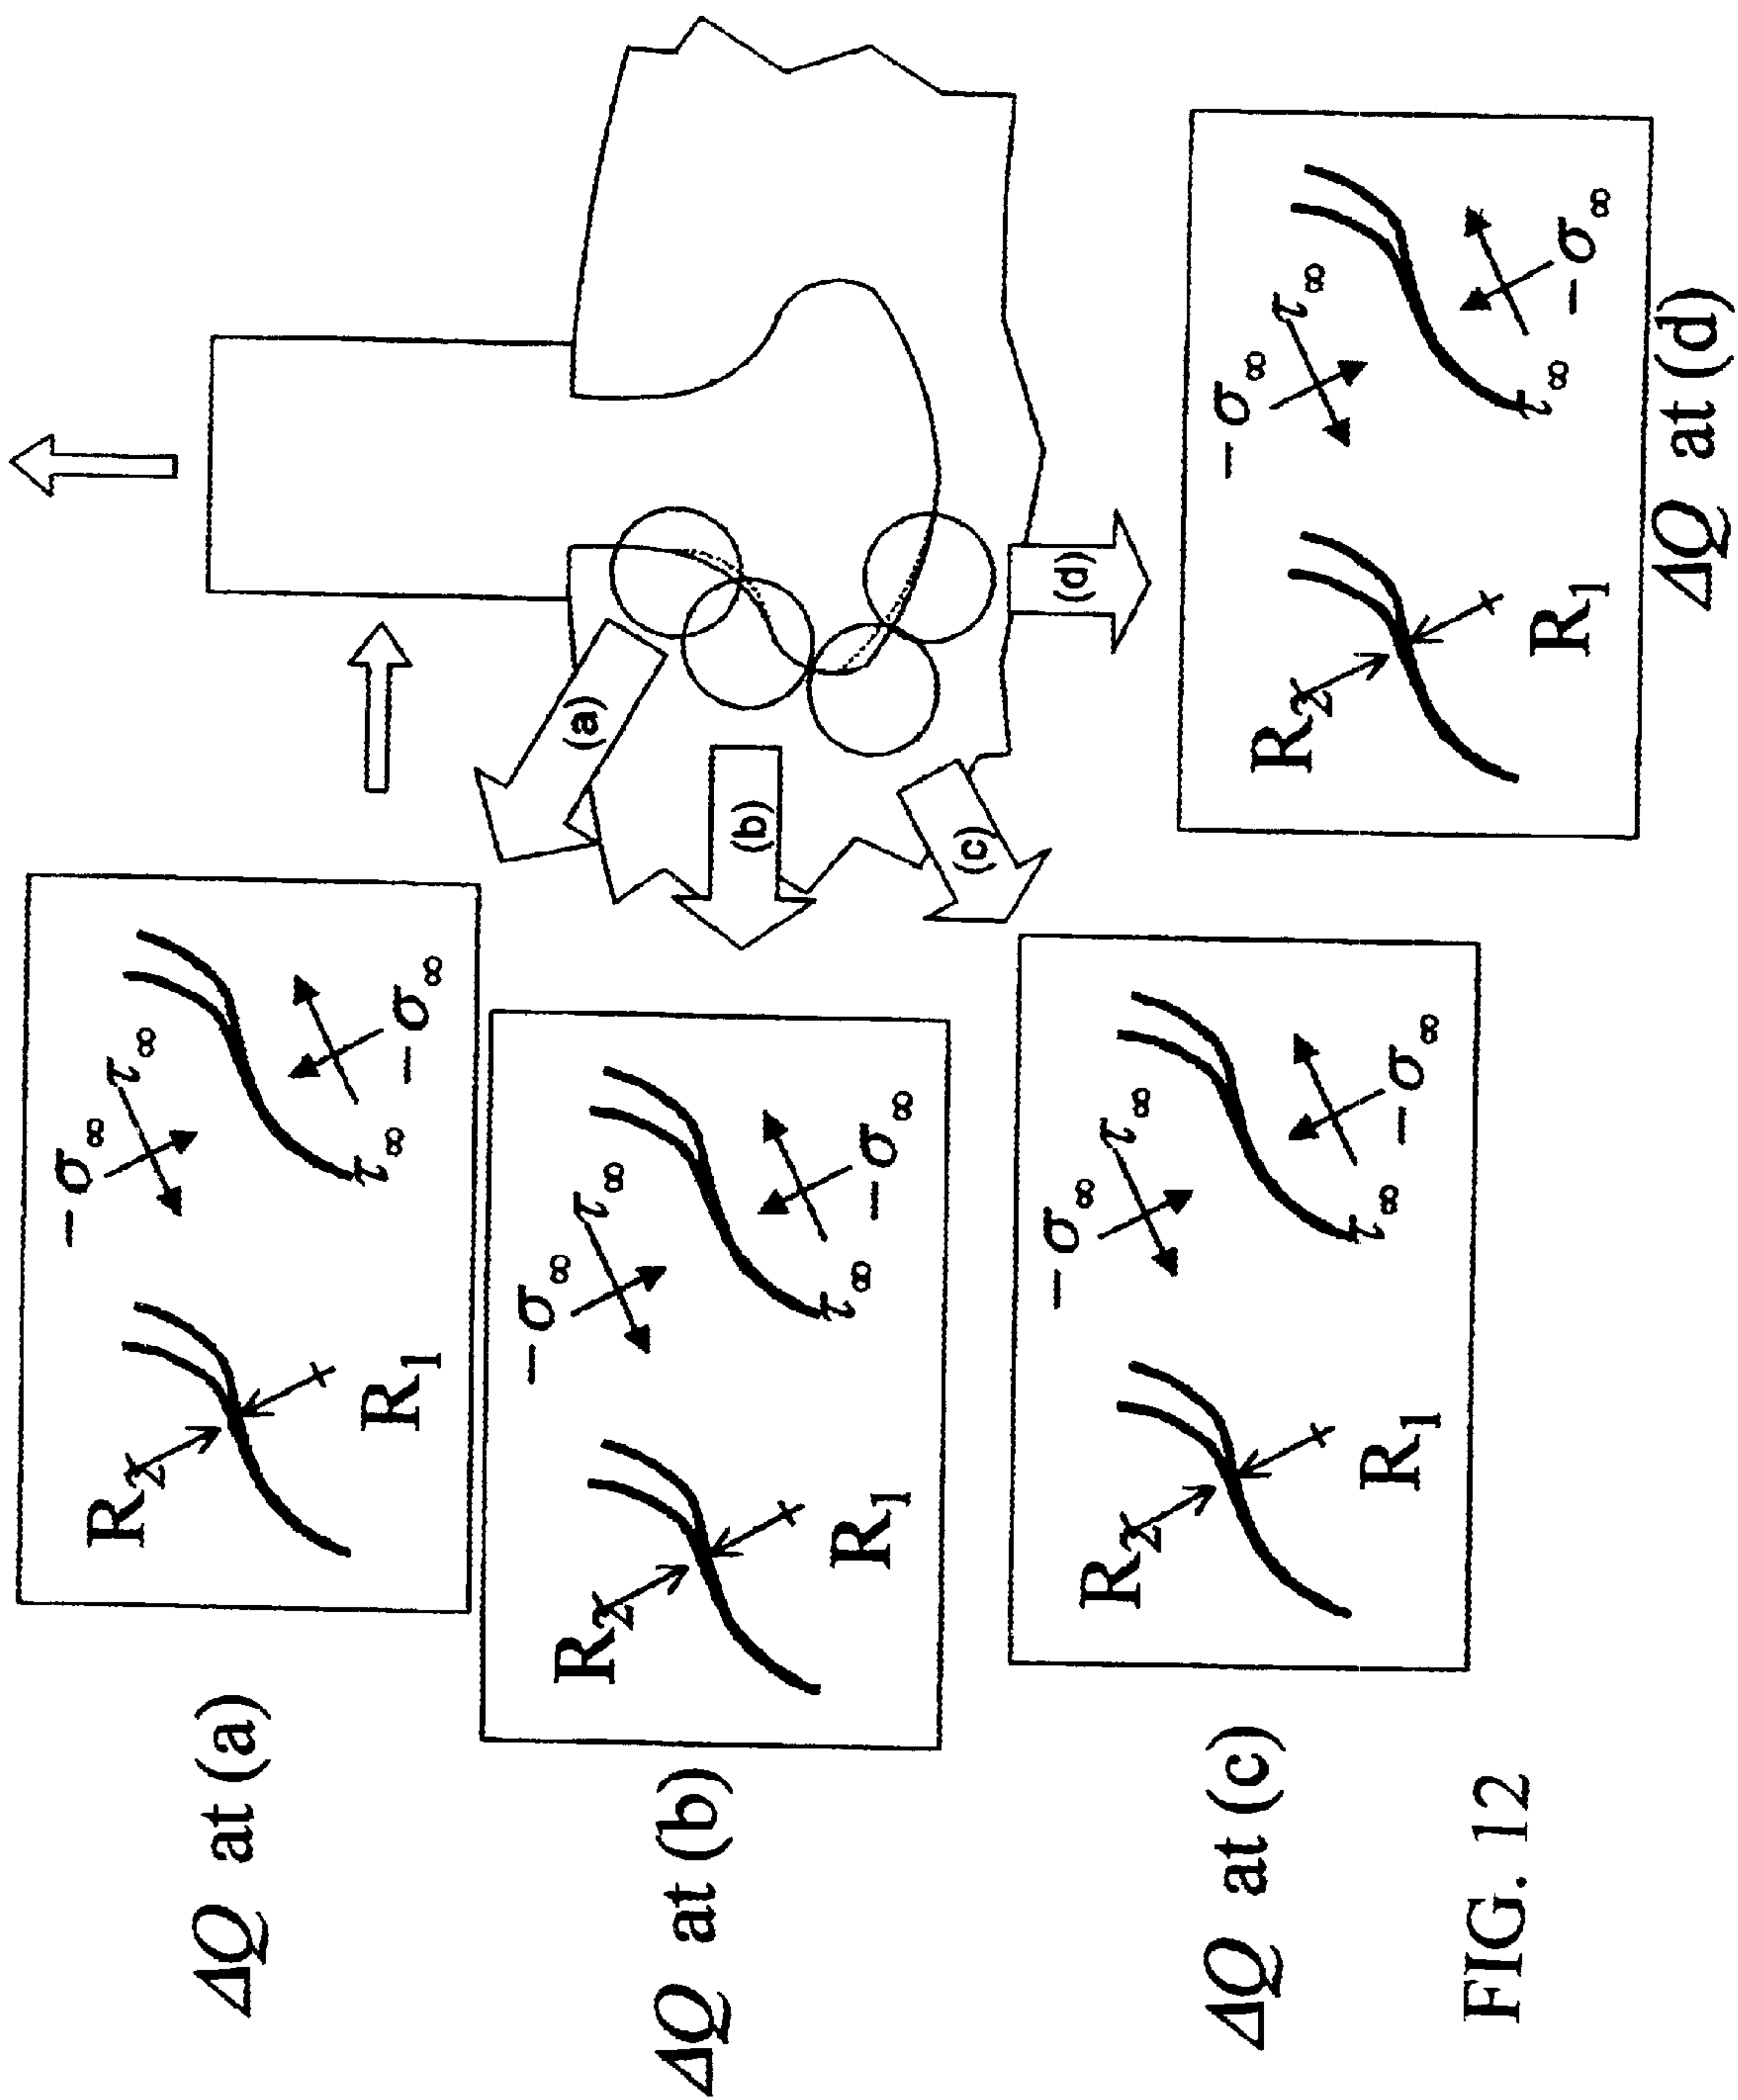 ΔQ at (a)
R₂
R₁
−σ∞
τ∞
τ∞
−σ∞
ΔQ at (b)
R₂
R₁
−σ∞
τ∞
τ∞
−σ∞
ΔQ at (c)
R₂
R₁
−σ∞
τ∞
τ∞
−σ∞
(a)
(b)
(c)
(d)
R₂
R₁
−σ∞
τ∞
τ∞
−σ∞
ΔQ at (d)
FIG. 12